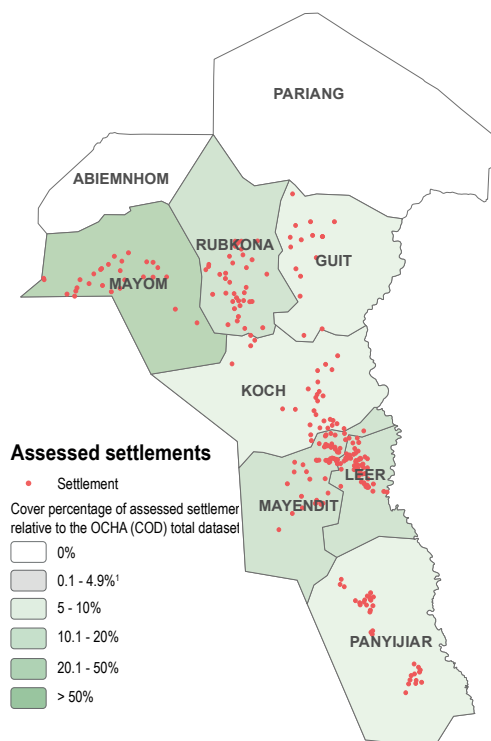 PARIANG
ABIEMNHOM
RUBKONA
GUIT
MAYOM
KOCH
Assessed settlements
Settlement
LEER
MAYENDIT
Cover percentage of assessed settlemer
relative to the OCHA (COD) total dataset
0%
0.1 - 4.9%¹
5 - 10%
10.1 - 20%
20.1 - 50%
> 50%
PANYIJIAR